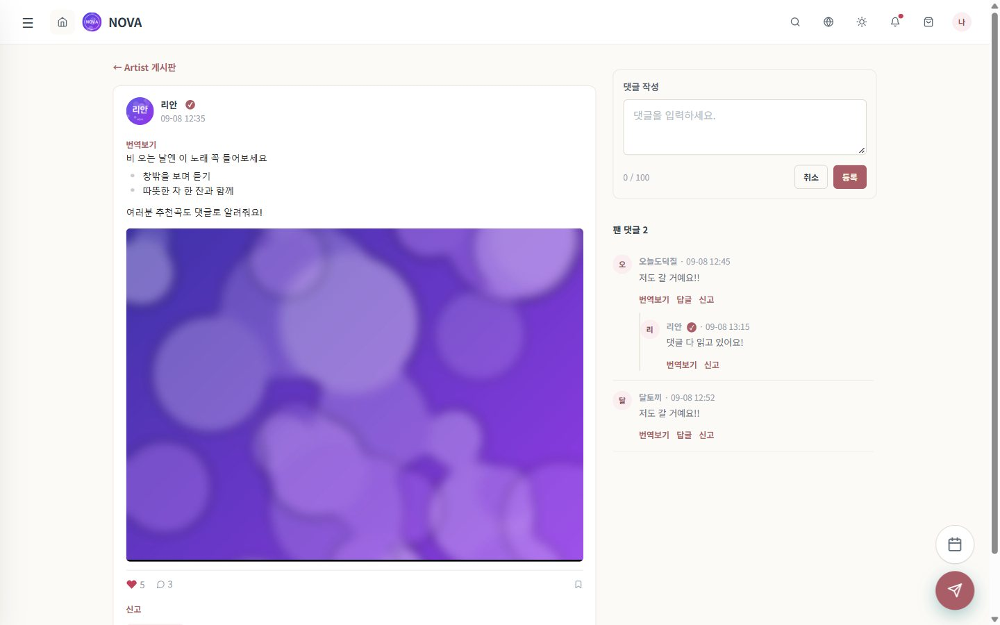 NOVA
NOVA
나
← Artist 게시판
리안
리안
09-08 12:35
번역보기
비 오는 날엔 이 노래 꼭 들어보세요
창밖을 보며 듣기
따뜻한 차 한 잔과 함께
여러분 추천곡도 댓글로 알려줘요!
5
3
신고
댓글 작성
댓글을 입력하세요.
0 / 100
취소
등록
팬 댓글 2
오
오늘도덕질 · 09-08 12:45
저도 갈 거예요!!
번역보기 답글 신고
리
리안 · 09-08 13:15
댓글 다 읽고 있어요!
번역보기 신고
달
달토끼 · 09-08 12:52
저도 갈 거예요!!
번역보기 답글 신고